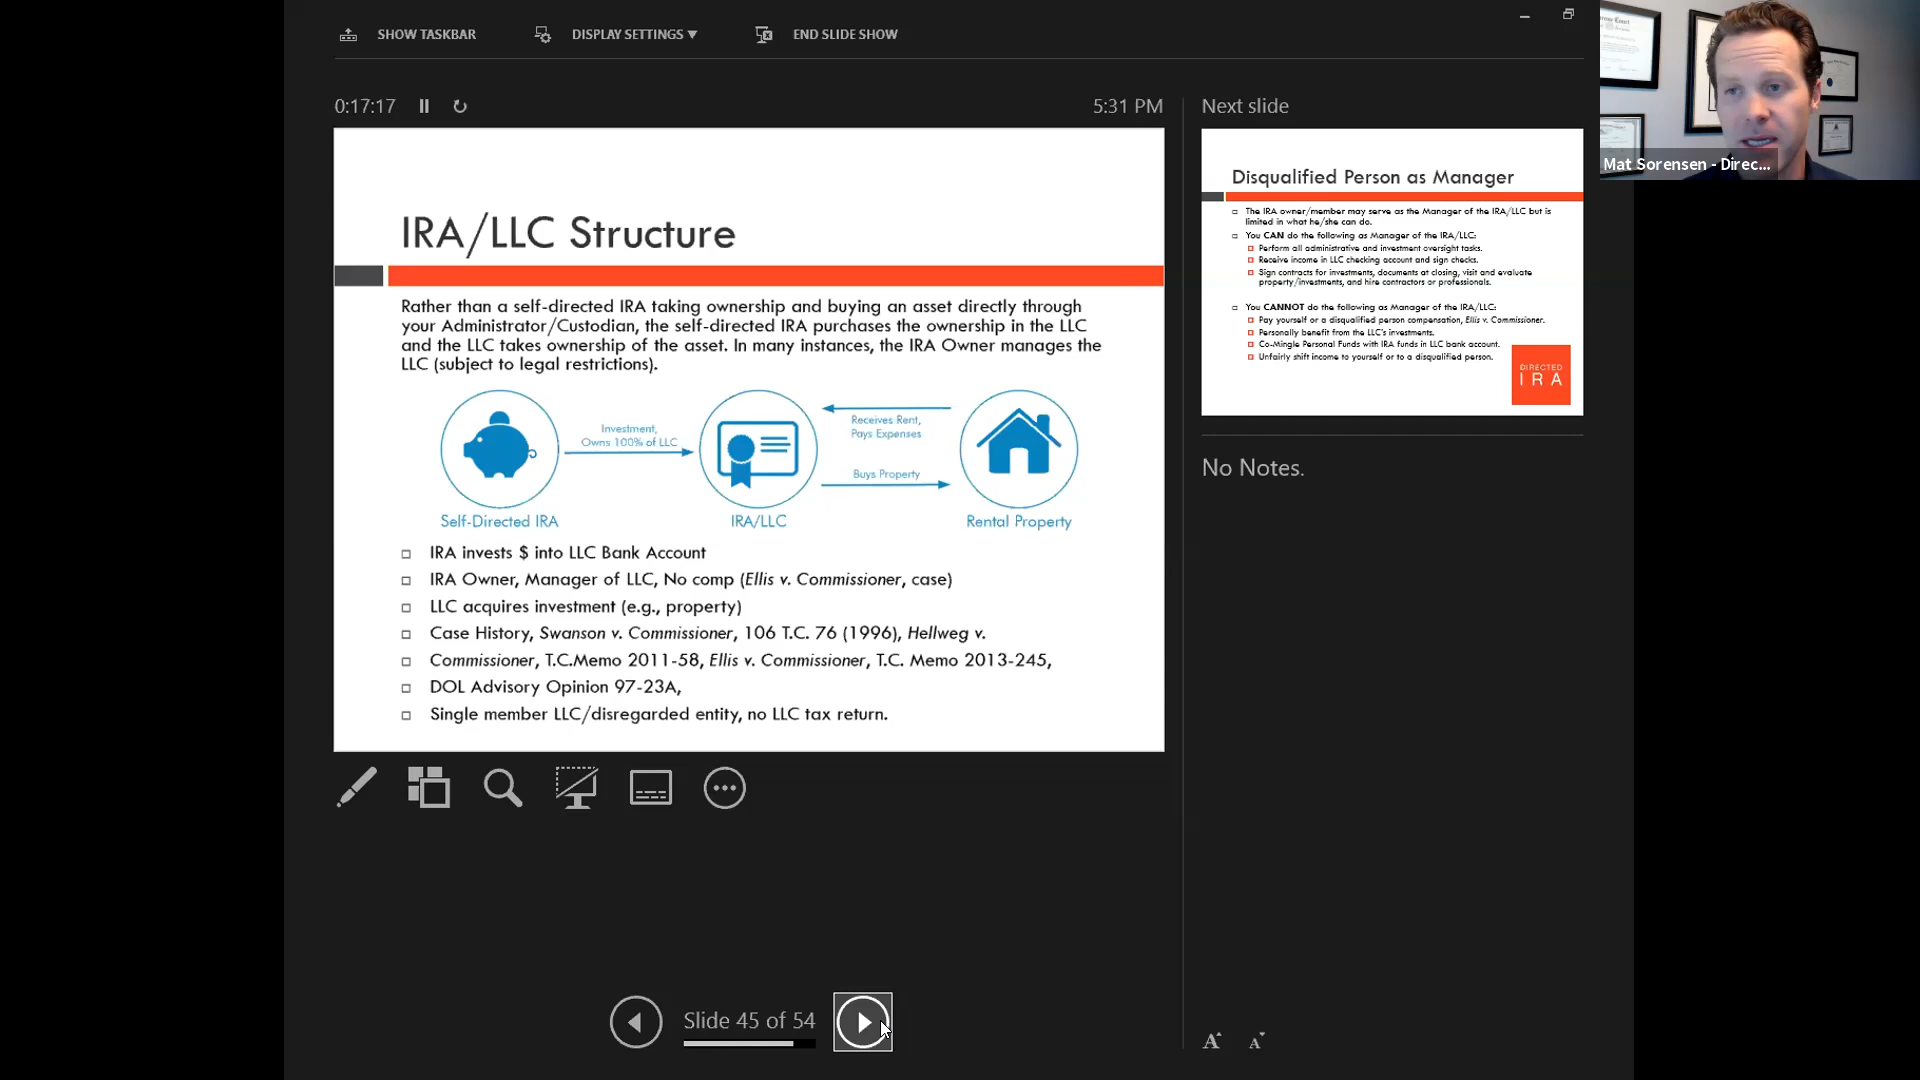 SHOW TASKBAR
DISPLAY SETTINGS ▼
END SLIDE SHOW
0:17:17
5:31 PM
IRA/LLC Structure
Rather than a self-directed IRA taking ownership and buying an asset directly through
your Administrator/Custodian, the self-directed IRA purchases the ownership in the LLC
and the LLC takes ownership of the asset. In many instances, the IRA Owner manages the
LLC (subject to legal restrictions).
Investment,
Owns 100% of LLC
Receives Rent,
Pays Expenses
Buys Property
Self-Directed IRA
IRA/LLC
Rental Property
IRA invests $ into LLC Bank Account
IRA Owner, Manager of LLC, No comp (Ellis v. Commissioner, case)
LLC acquires investment (e.g., property)
Case History, Swanson v. Commissioner, 106 T.C. 76 (1996), Hellweg v.
Commissioner, T.C.Memo 2011-58, Ellis v. Commissioner, T.C. Memo 2013-245,
DOL Advisory Opinion 97-23A,
Single member LLC/disregarded entity, no LLC tax return.
Slide 45 of 54
Next slide
Disqualified Person as Manager
The IRA owner/member may serve as the Manager of the IRA/LLC but is
limited in what he/she can do.
You CAN do the following as Manager of the IRA/LLC:
Perform all administrative and investment oversight tasks.
Receive income in LLC checking account and sign checks.
Sign contracts for investments, documents at closing, visit and evaluate
property/investments, and hire contractors or professionals.
You CANNOT do the following as Manager of the IRA/LLC:
Pay yourself or a disqualified person compensation, Ellis v. Commissioner.
Personally benefit from the LLC's investments.
Co-Mingle Personal Funds with IRA funds in LLC bank account.
Unfairly shift income to yourself or to a disqualified person.
DIRECTED
IRA
No Notes.
A
A
Mat Sorensen - Direc...